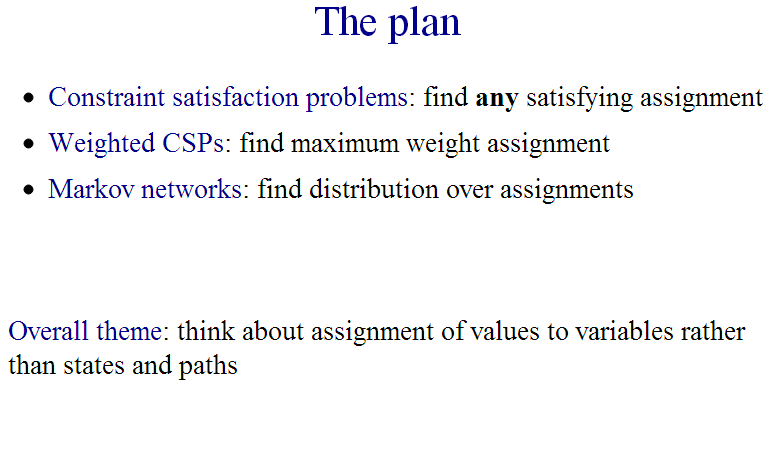 The plan
• Constraint satisfaction problems: find any satisfying assignment
• Weighted CSPs: find maximum weight assignment
• Markov networks: find distribution over assignments
Overall theme: think about assignment of values to variables rather
than states and paths